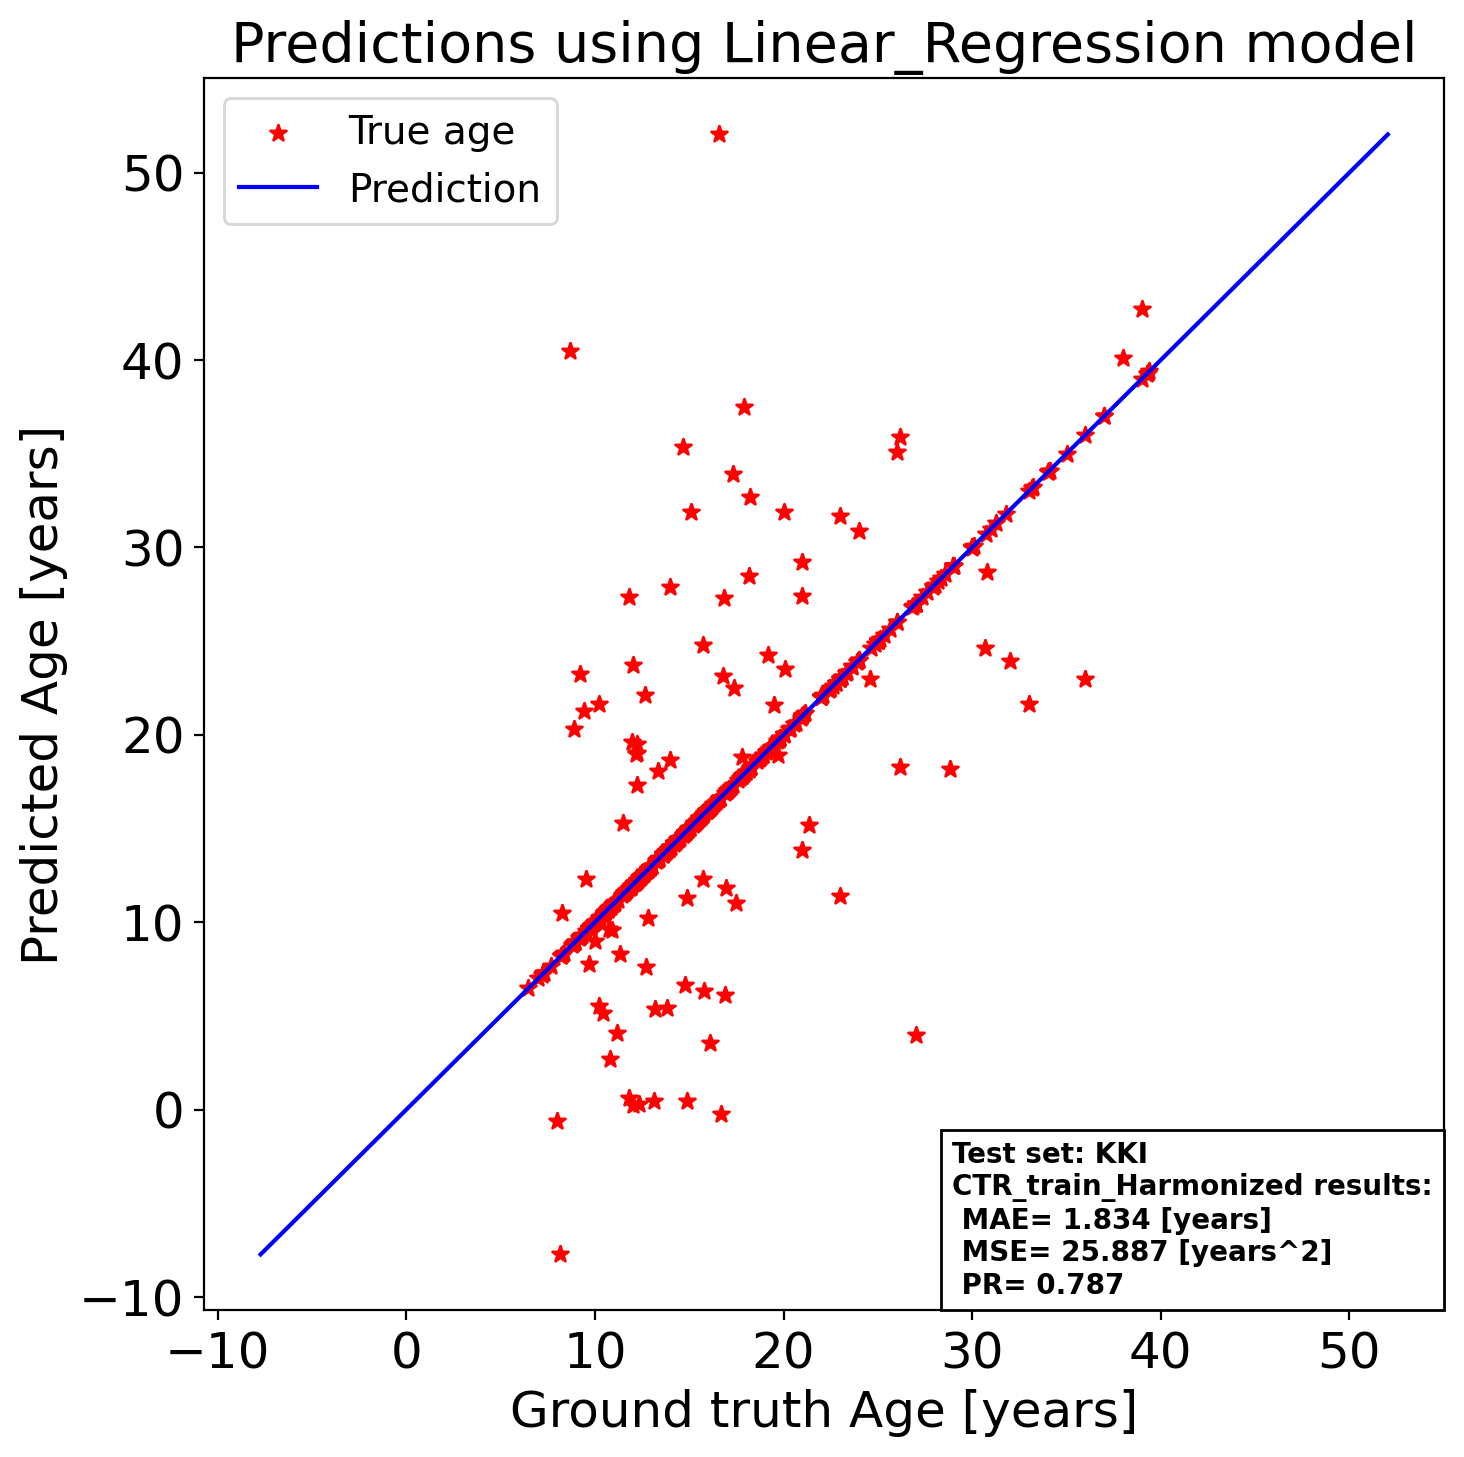 Predictions using Linear_Regression model
True age
Prediction
Predicted Age [years]
50
40
30
20
10
0
−10
Test set: KKI
CTR_train_Harmonized results:
MAE= 1.834 [years]
MSE= 25.887 [years^2]
PR= 0.787
−10 0 10 20 30 40 50
Ground truth Age [years]